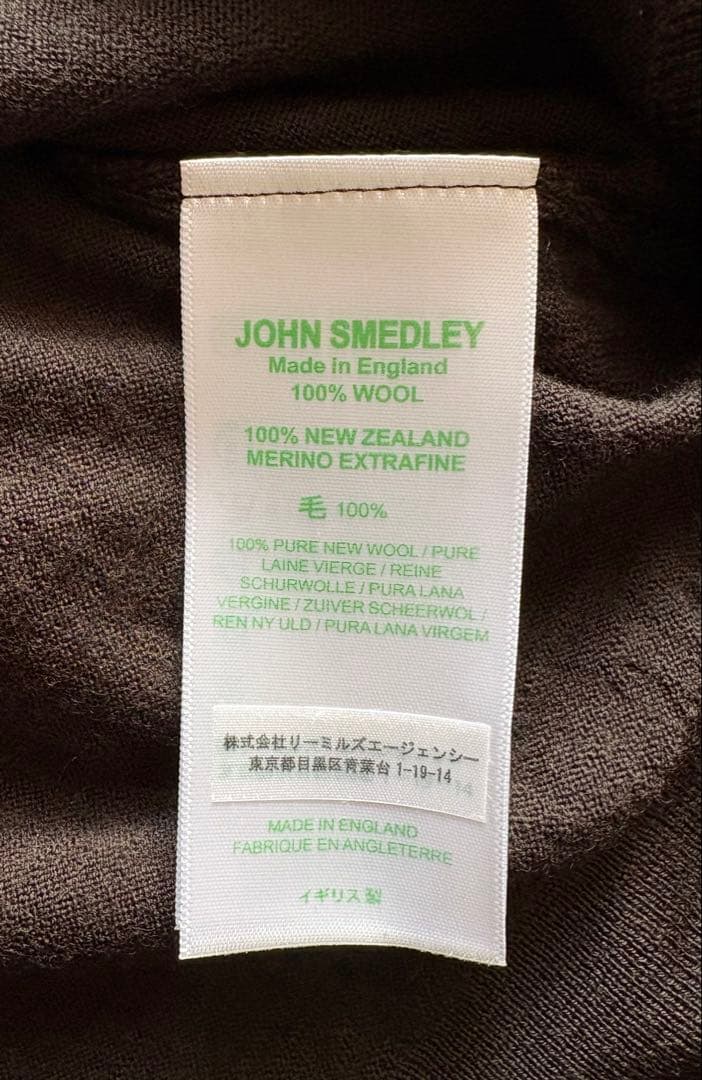 JOHN SMEDLEY
Made in England
100% WOOL
100% NEW ZEALAND
MERINO EXTRAFINE
毛 100%
100% PURE NEW WOOL / PURE
LAINE VIERGE / REINE
SCHURWOLLE / PURA LANA
VERGINE / ZUIVER SCHEERWOL /
REN NY ULD / PURA LANA VIRGEM
株式会社リーミルズエージェンシー
東京都目黒区青葉台 1-19-14
MADE IN ENGLAND
FABRIQUE EN ANGLETERRE
イギリス製